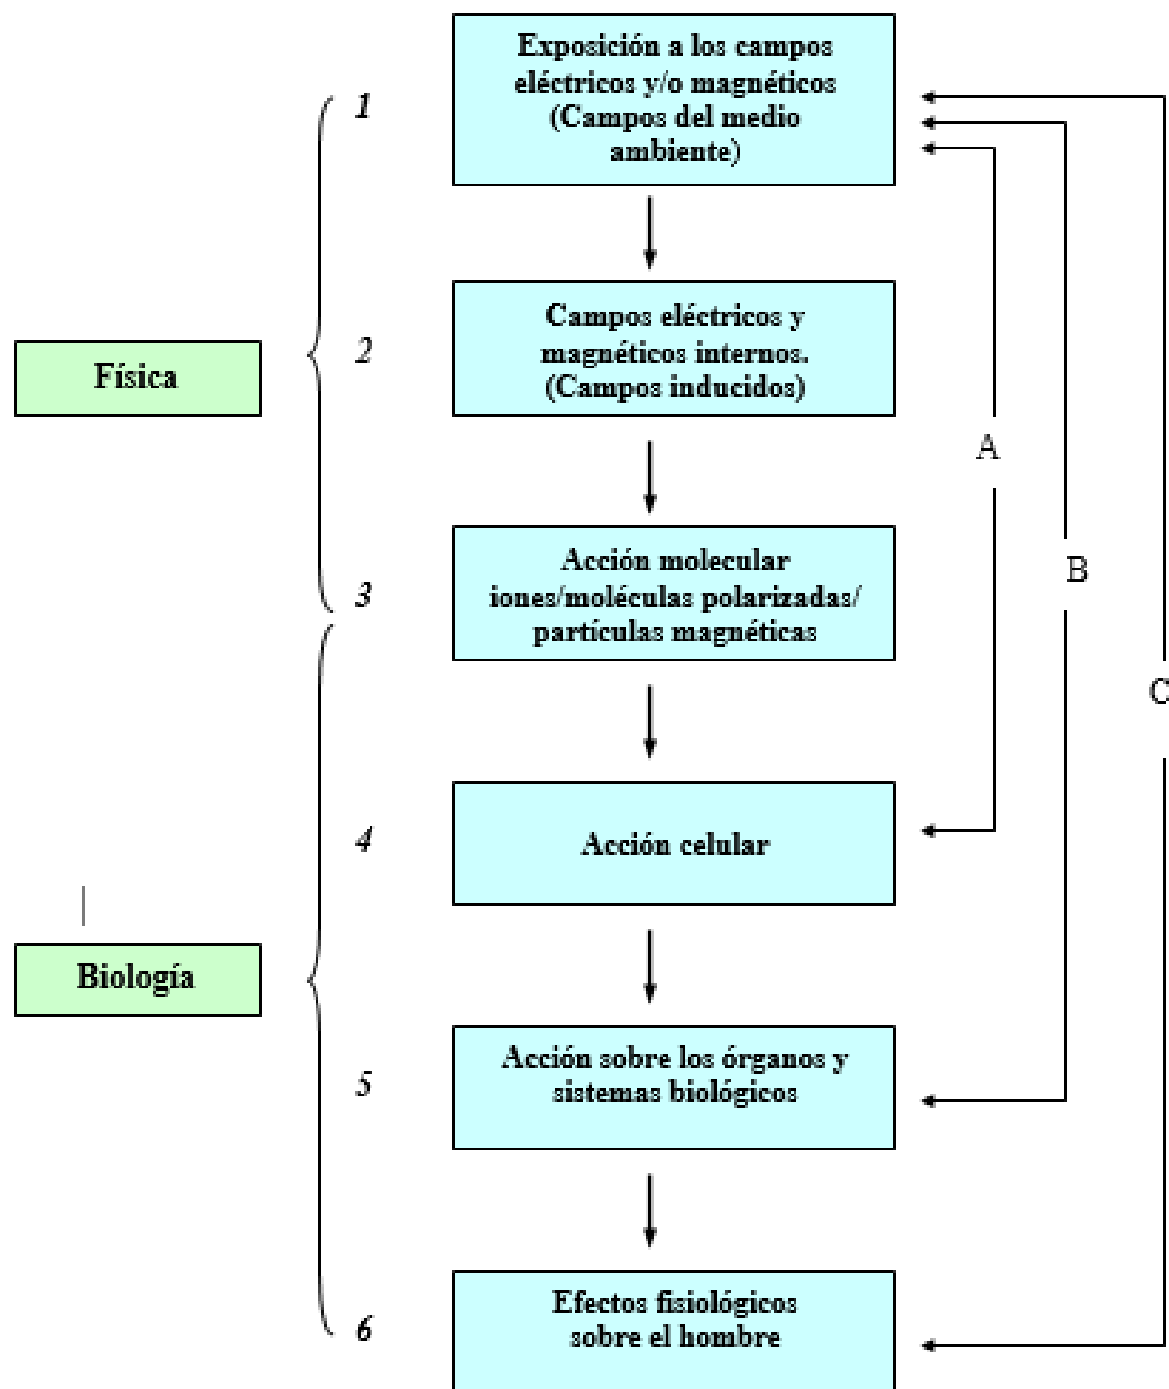 Exposición a los campos
eléctricos y/o magnéticos
(Campos del medio
ambiente)
1
Campos eléctricos y
magnéticos internos.
(Campos inducidos)
2
Física
A
Acción molecular
iones/moléculas polarizadas/
partículas magnéticas
3
B
C
Acción celular
4
Biología
Acción sobre los órganos y
sistemas biológicos
5
Efectos fisiológicos
sobre el hombre
6